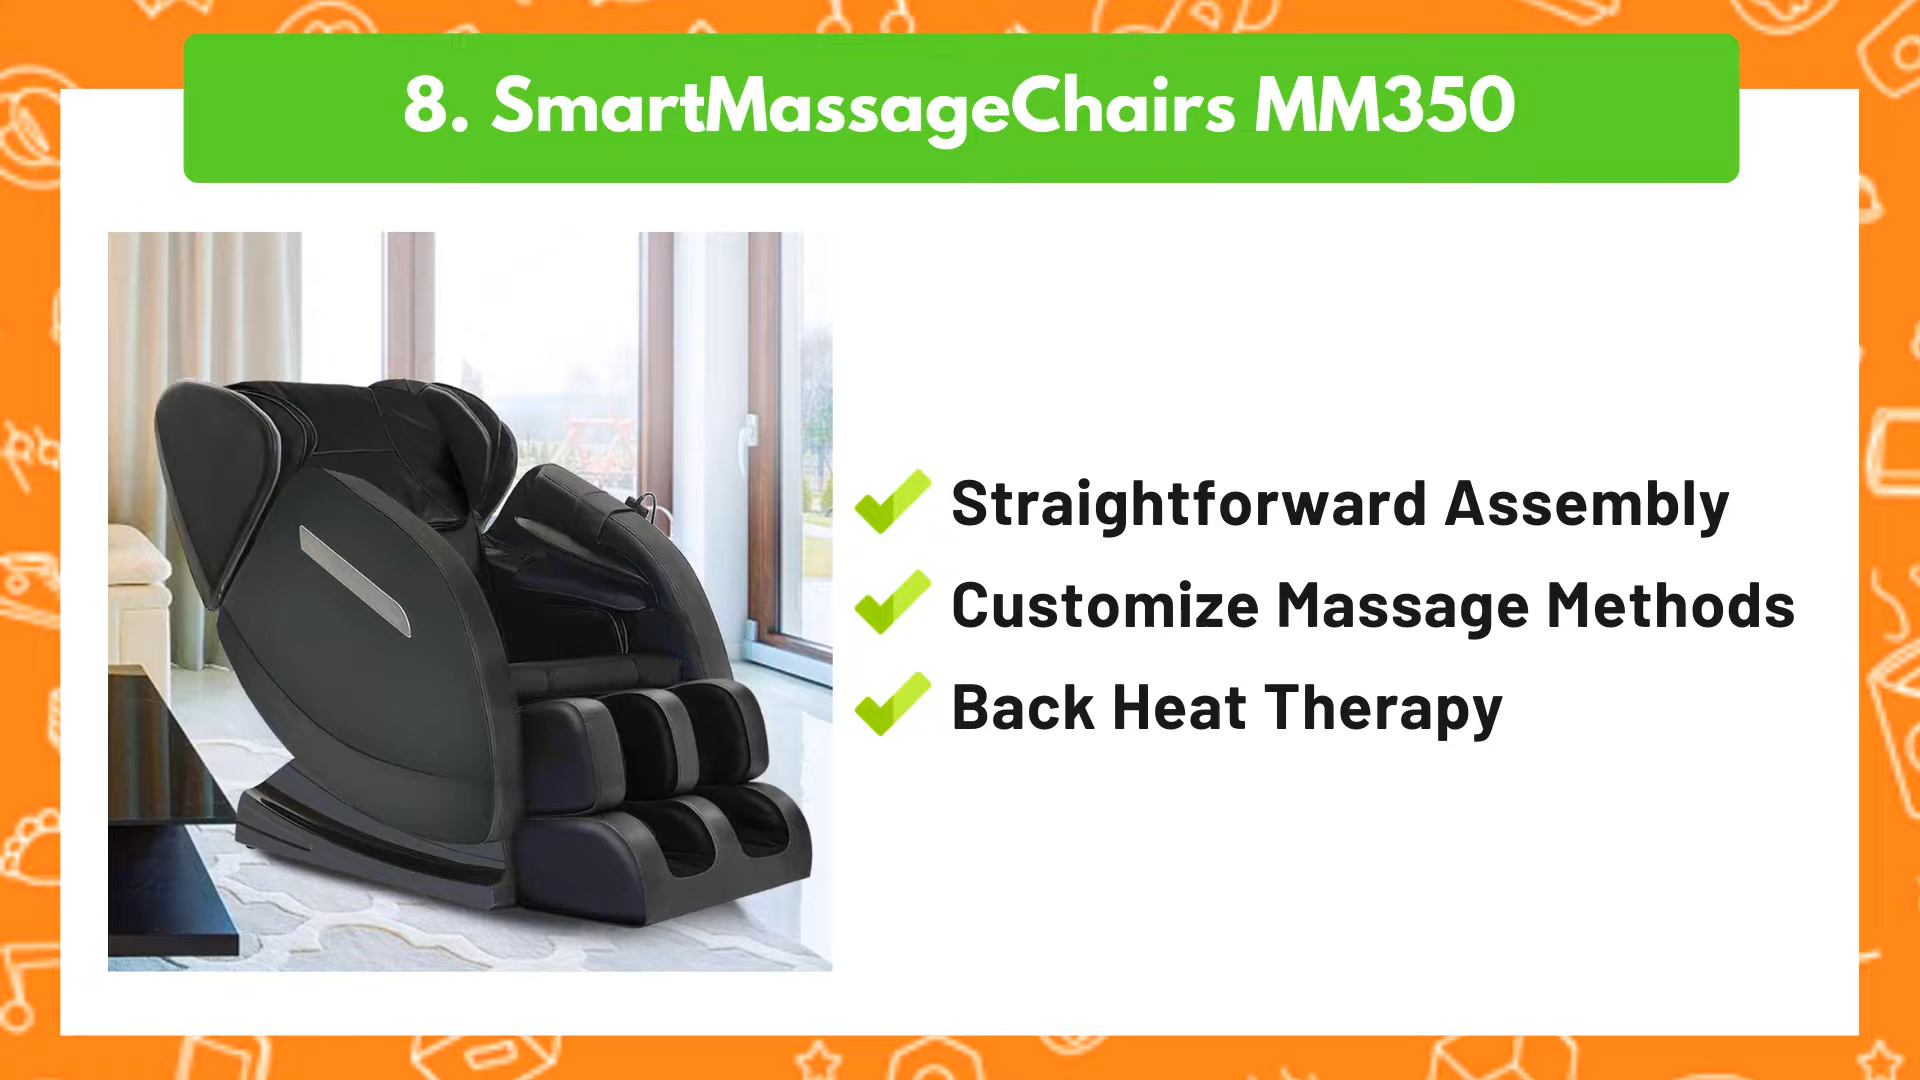 8. SmartMassageChairs MM350
Straightforward Assembly
Customize Massage Methods
Back Heat Therapy